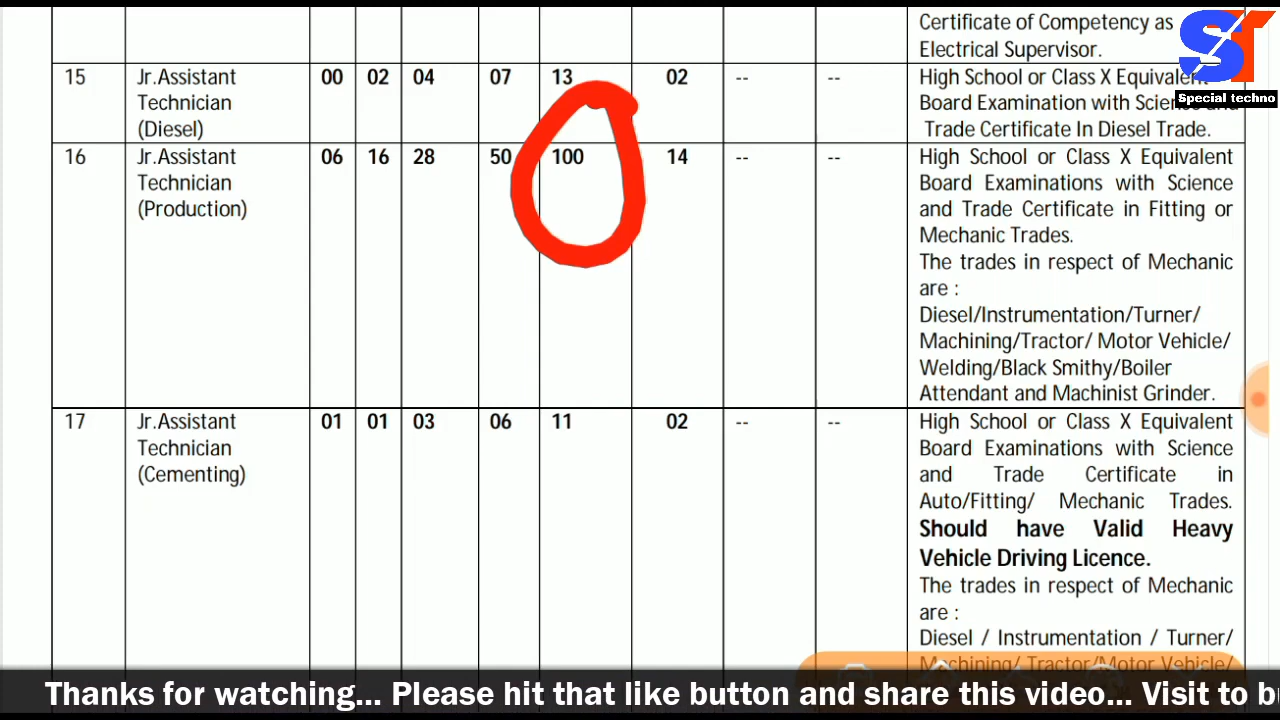 Certificate of Competency as
Electrical Supervisor.
ST
Special techno
15 Jr.Assistant 00 02 04 07 13 02 -- -- High School or Class X Equivalent
Technician Board Examination with Science and
(Diesel) Trade Certificate In Diesel Trade.
16 Jr.Assistant 06 16 28 50 100 14 -- -- High School or Class X Equivalent
Technician Board Examinations with Science
(Production) and Trade Certificate in Fitting or
Mechanic Trades.
The trades in respect of Mechanic
are :
Diesel/Instrumentation/Turner/
Machining/Tractor/ Motor Vehicle/
Welding/Black Smithy/Boiler
Attendant and Machinist Grinder.
17 Jr.Assistant 01 01 03 06 11 02 -- -- High School or Class X Equivalent
Technician Board Examinations with Science
(Cementing) and Trade Certificate in
Auto/Fitting/ Mechanic Trades.
Should have Valid Heavy
Vehicle Driving Licence.
The trades in respect of Mechanic
are :
Diesel / Instrumentation / Turner/
Machining/ Tractor/Motor Vehicle/
Thanks for watching... Please hit that like button and share this video... Visit to